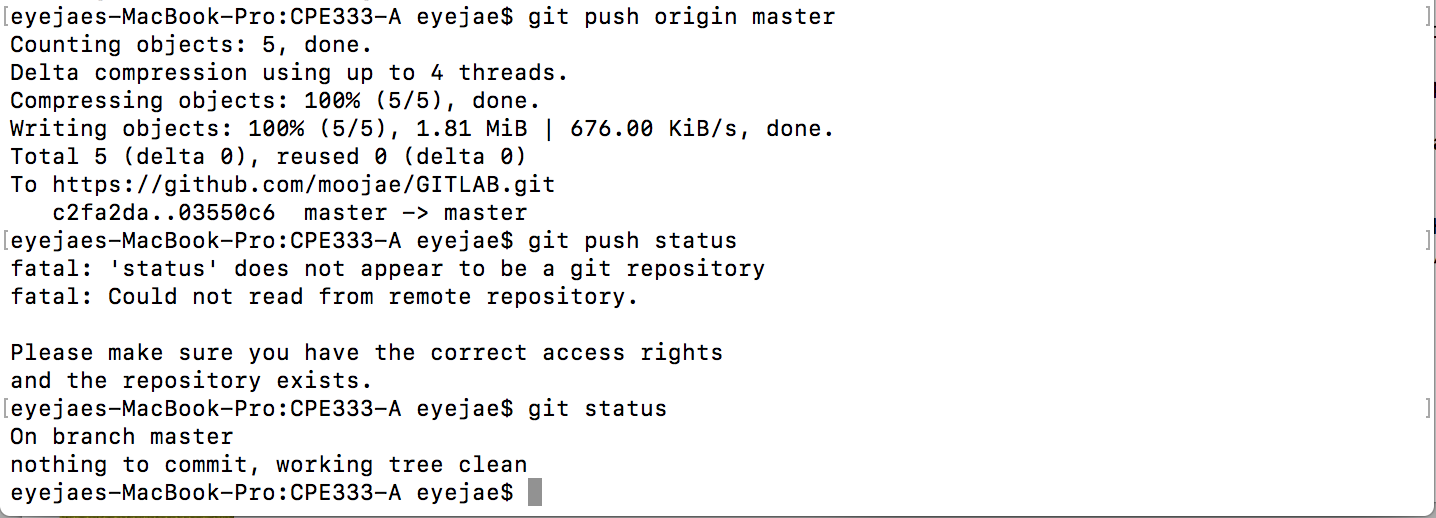 [eyejaes-MacBook-Pro:CPE333-A eyejae$ git push origin master ]
Counting objects: 5, done.
Delta compression using up to 4 threads.
Compressing objects: 100% (5/5), done.
Writing objects: 100% (5/5), 1.81 MiB | 676.00 KiB/s, done.
Total 5 (delta 0), reused 0 (delta 0)
To https://github.com/moojae/GITLAB.git
   c2fa2da..03550c6  master -> master
[eyejaes-MacBook-Pro:CPE333-A eyejae$ git push status ]
fatal: 'status' does not appear to be a git repository
fatal: Could not read from remote repository.

Please make sure you have the correct access rights
and the repository exists.
[eyejaes-MacBook-Pro:CPE333-A eyejae$ git status ]
On branch master
nothing to commit, working tree clean
eyejaes-MacBook-Pro:CPE333-A eyejae$